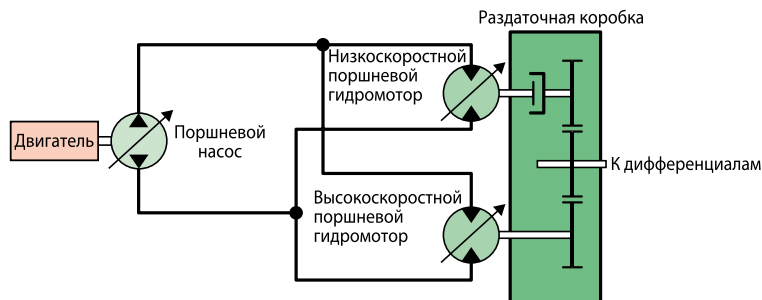 Раздаточная коробка
Низкоскоростной
поршневой
гидромотор
Двигатель
Поршневой
насос
К дифференциалам
Высокоскоростной
поршневой
гидромотор